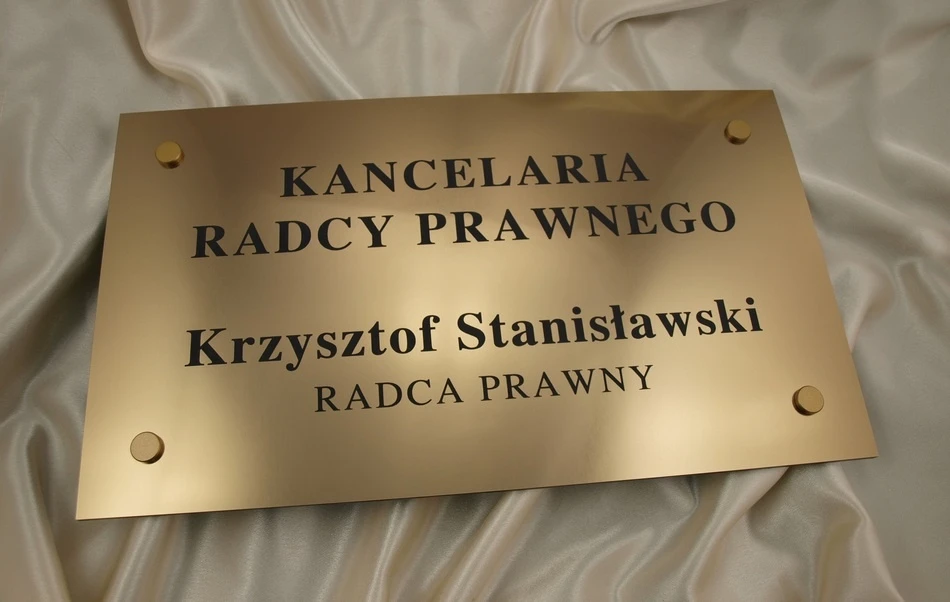 KANCELARIA
RADCY PRAWNEGO
Krzysztof Stanisławski
RADCA PRAWNY